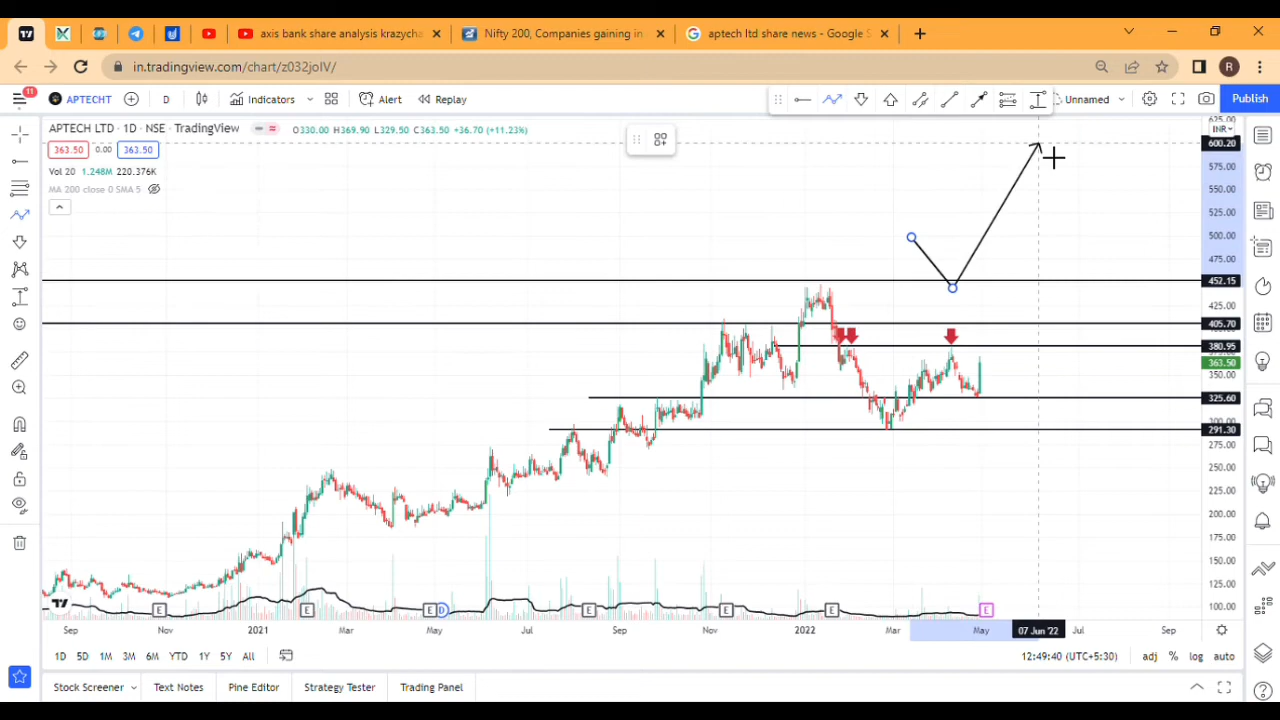 axis bank share analysis krazycha
Nifty 200, Companies gaining in
aptech ltd share news - Google S
in.tradingview.com/chart/z032joIV/
R
11
APTECHT
D
Indicators
Alert
Replay
Unnamed
Publish
APTECH LTD · 1D · NSE · TradingView
O330.00 H369.90 L329.50 C363.50 +36.70 (+11.23%)
363.50 0.00 363.50
Vol 20 1.248M 220.376K
MA 200 close 0 SMA 5
625.00
INR
600.20
575.00
550.00
525.00
500.00
475.00
452.15
425.00
405.70
380.95
363.50
350.00
325.60
300.00
291.30
275.00
250.00
225.00
200.00
175.00
150.00
125.00
100.00
E E E D E E E E
Sep Nov 2021 Mar May Jul Sep Nov 2022 Mar May 07 Jun '22 Jul Sep
1D 5D 1M 3M 6M YTD 1Y 5Y All
12:49:40 (UTC+5:30) adj % log auto
Stock Screener Text Notes Pine Editor Strategy Tester Trading Panel